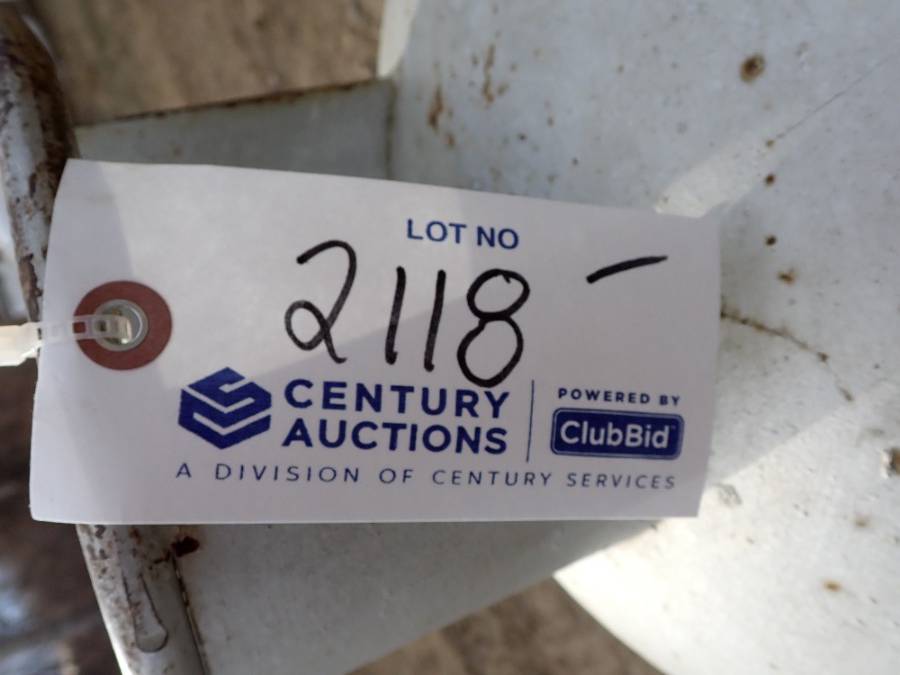 LOT NO
2118 -
CENTURY
AUCTIONS
A DIVISION OF CENTURY SERVICES
POWERED BY
ClubBid